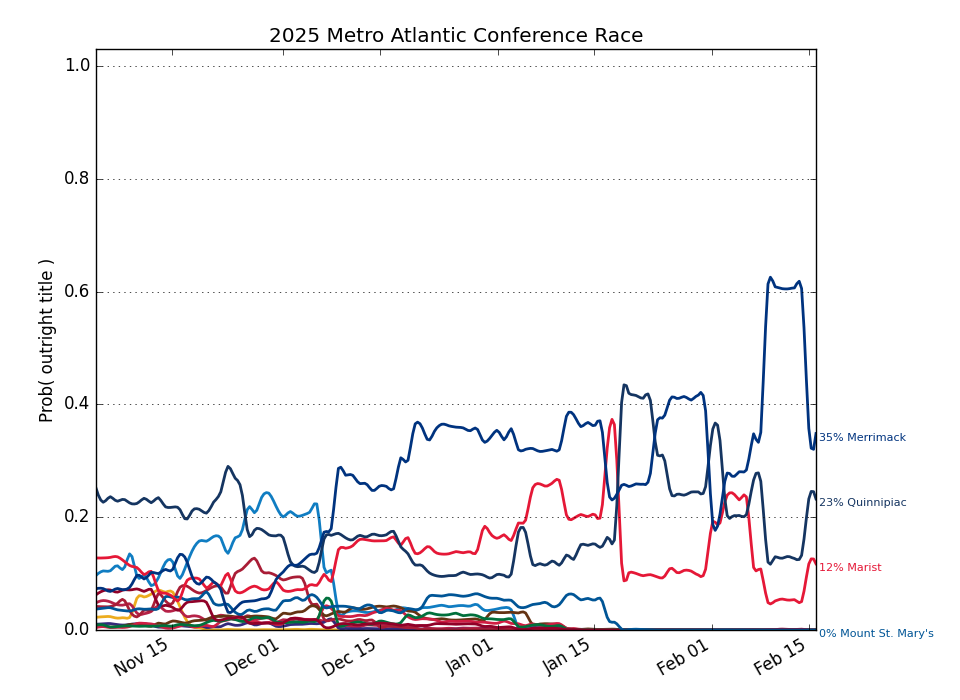 2025 Metro Atlantic Conference Race
1.0
0.8
0.6
0.4
0.2
0.0
Prob( outright title )
35% Merrimack
23% Quinnipiac
12% Marist
0% Mount St. Mary's
Nov 15
Dec 01
Dec 15
Jan 01
Jan 15
Feb 01
Feb 15